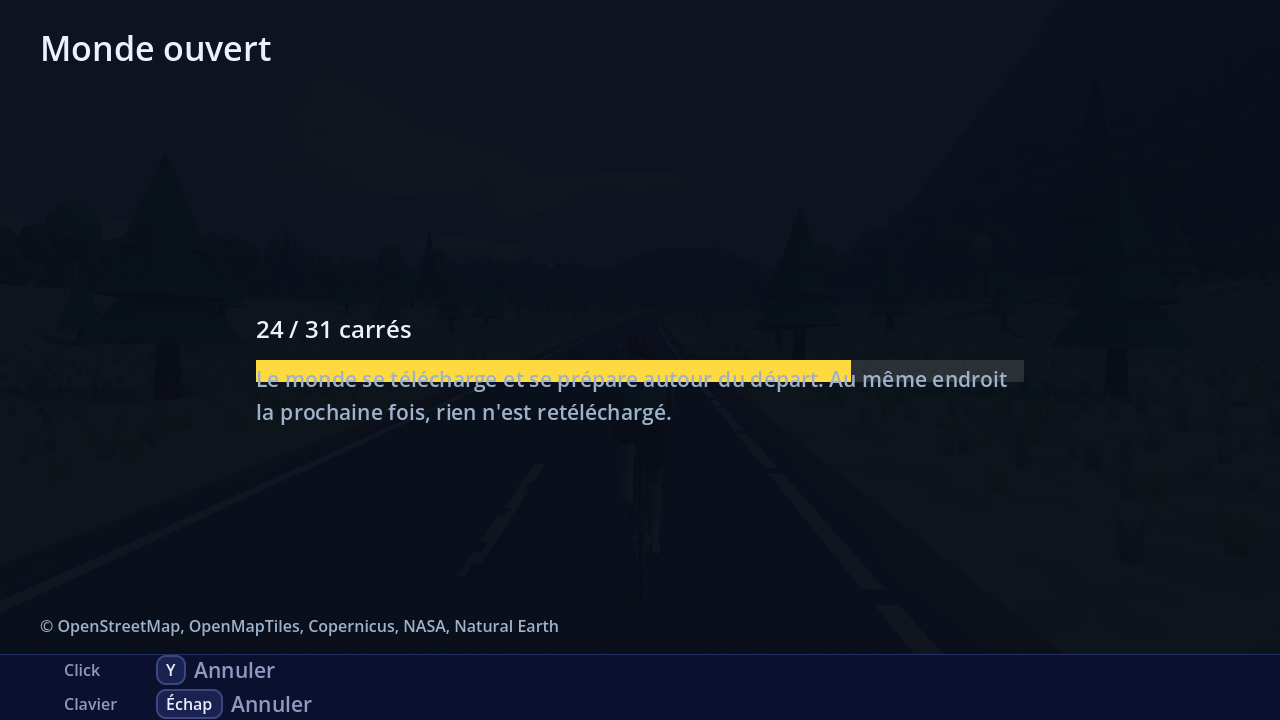 Monde ouvert
24 / 31 carrés
Le monde se télécharge et se prépare autour du départ. Au même endroit
la prochaine fois, rien n'est retéléchargé.
© OpenStreetMap, OpenMapTiles, Copernicus, NASA, Natural Earth
Click Y Annuler
Clavier Échap Annuler